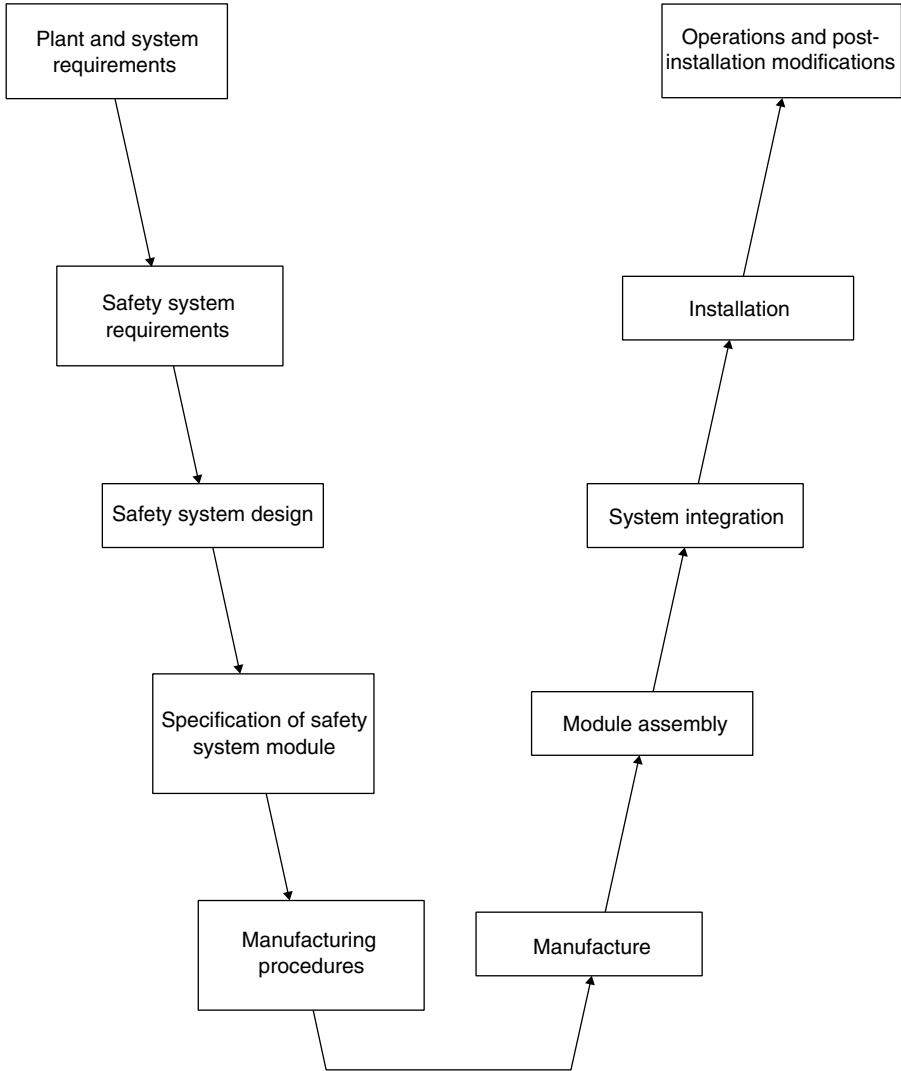 Plant and system
requirements
Safety system
requirements
Safety system design
Specification of safety
system module
Manufacturing
procedures
Manufacture
Module assembly
System integration
Installation
Operations and post-
installation modifications